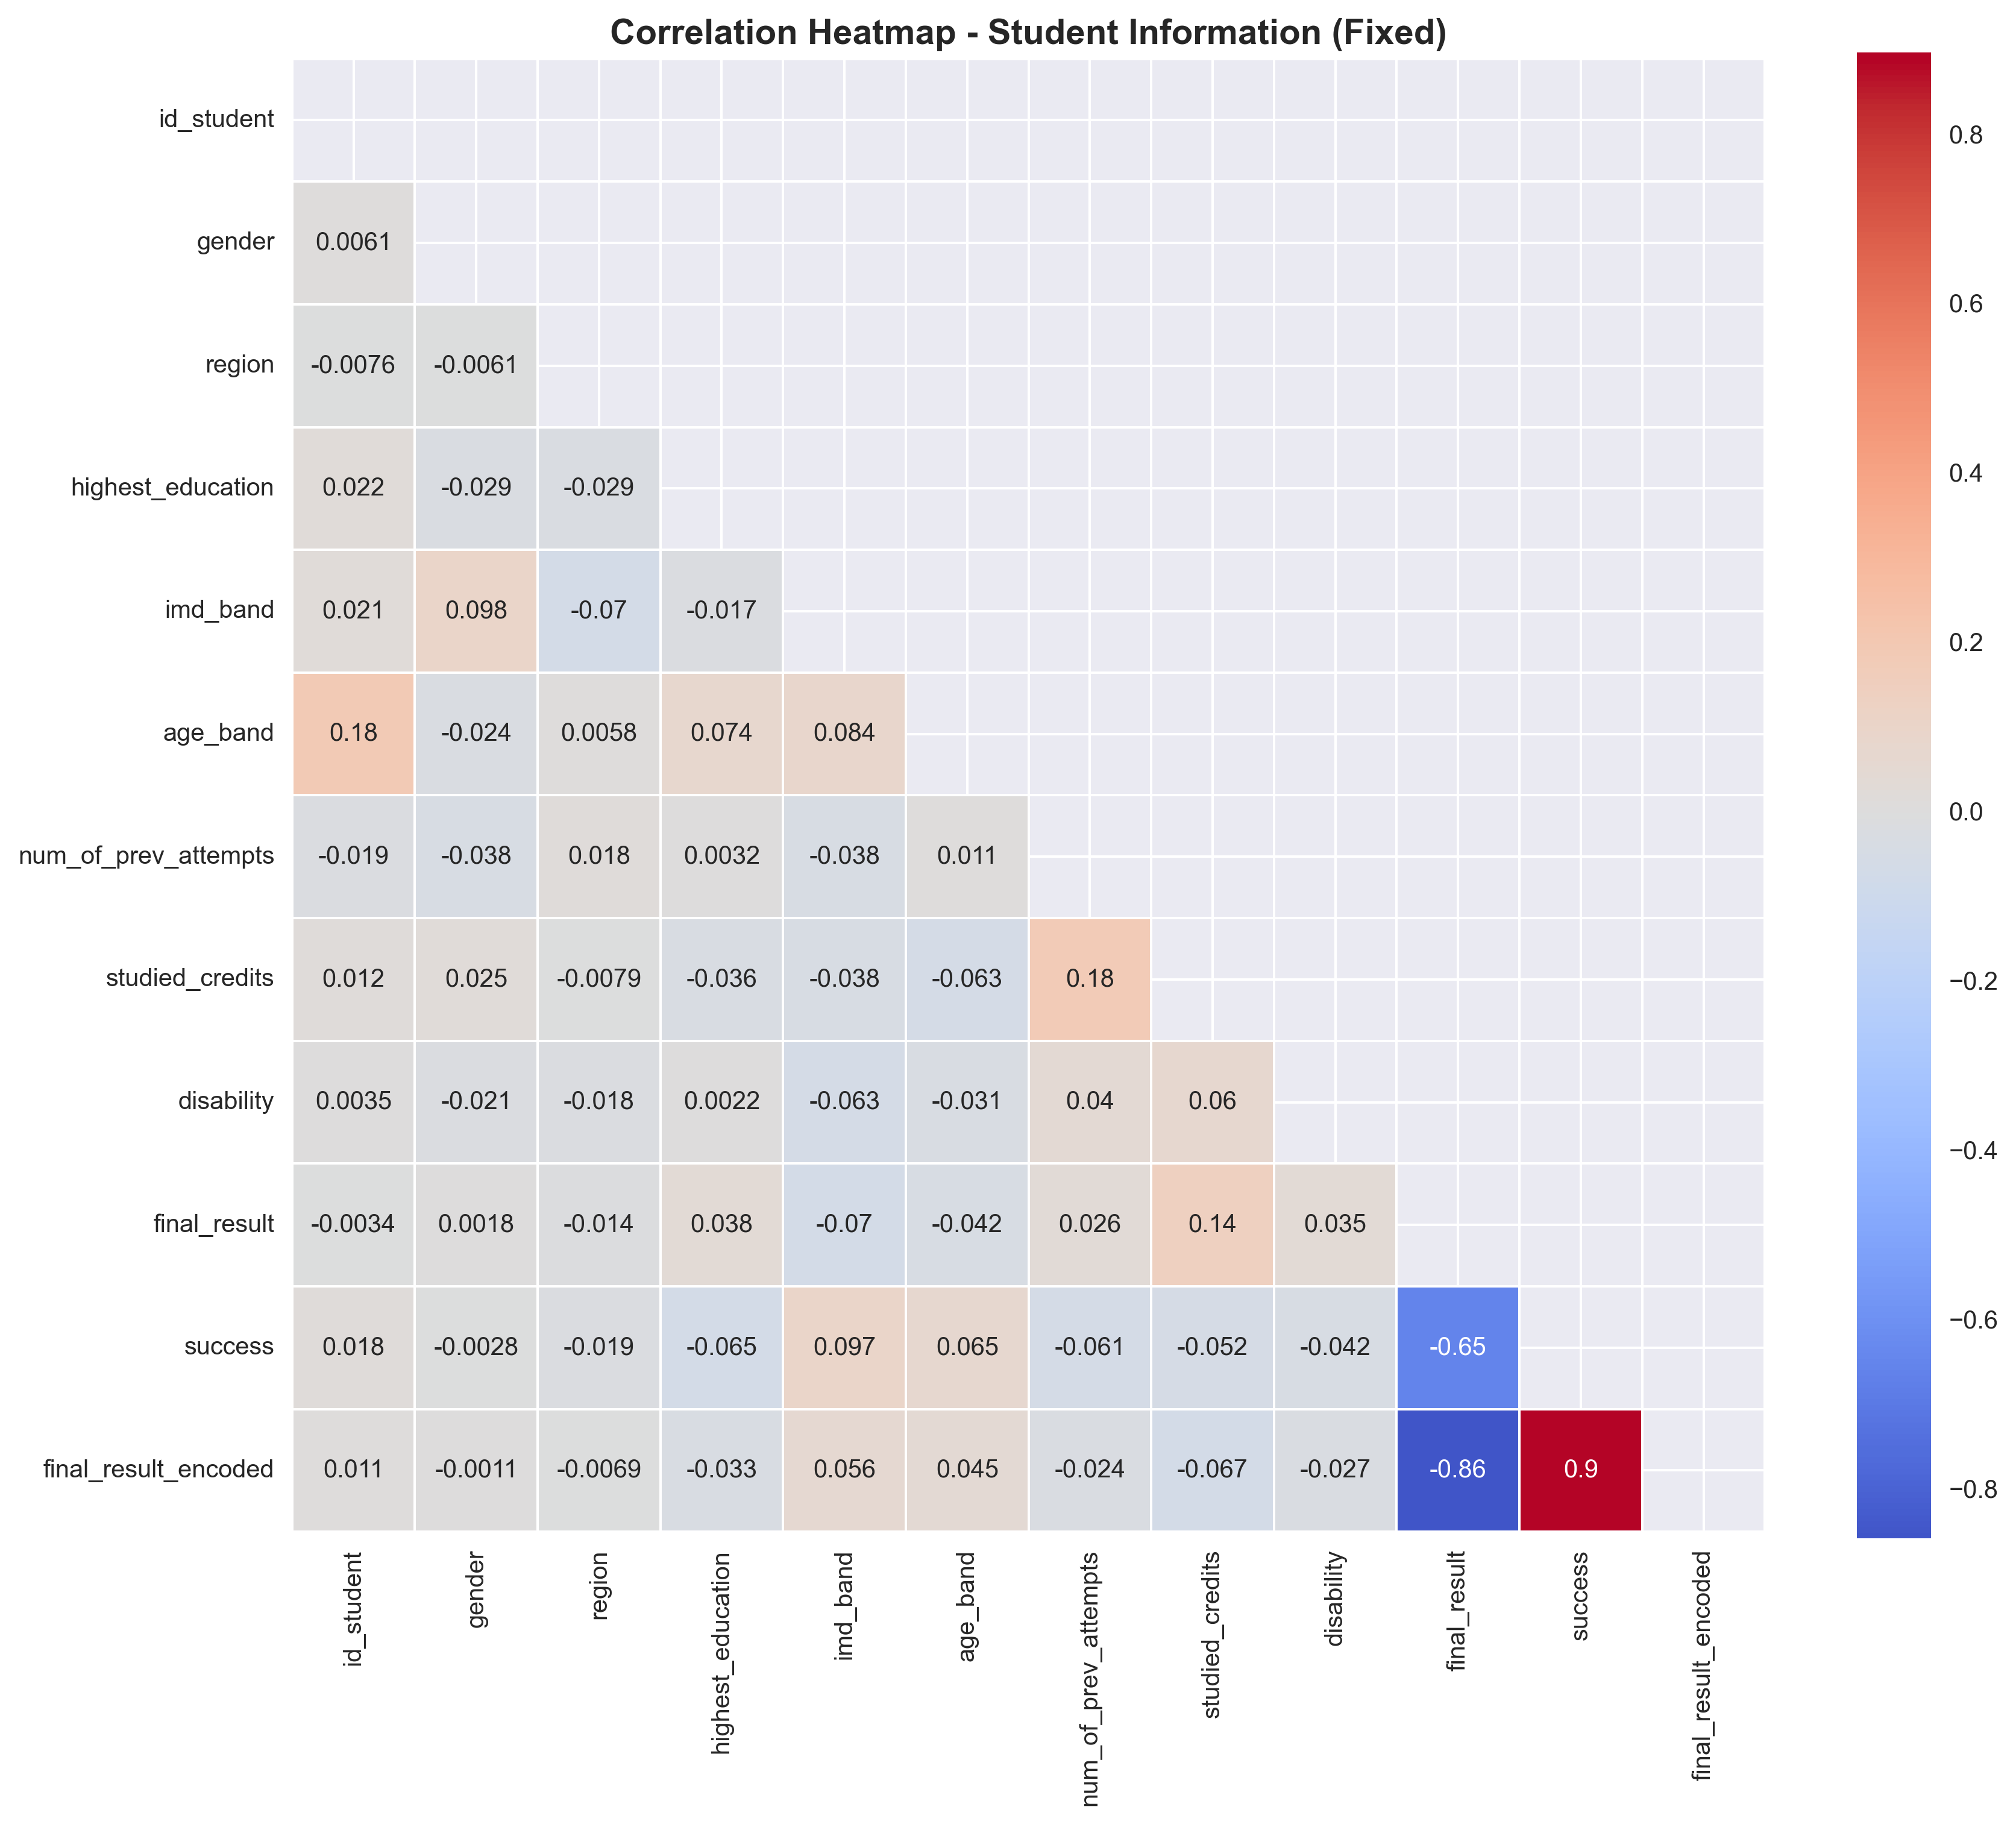 Correlation Heatmap - Student Information (Fixed)
id_student
gender 0.0061
region -0.0076 -0.0061
highest_education 0.022 -0.029 -0.029
imd_band 0.021 0.098 -0.07 -0.017
age_band 0.18 -0.024 0.0058 0.074 0.084
num_of_prev_attempts -0.019 -0.038 0.018 0.0032 -0.038 0.011
studied_credits 0.012 0.025 -0.0079 -0.036 -0.038 -0.063 0.18
disability 0.0035 -0.021 -0.018 0.0022 -0.063 -0.031 0.04 0.06
final_result -0.0034 0.0018 -0.014 0.038 -0.07 -0.042 0.026 0.14 0.035
success 0.018 -0.0028 -0.019 -0.065 0.097 0.065 -0.061 -0.052 -0.042 -0.65
final_result_encoded 0.011 -0.0011 -0.0069 -0.033 0.056 0.045 -0.024 -0.067 -0.027 -0.86 0.9
id_student
gender
region
highest_education
imd_band
age_band
num_of_prev_attempts
studied_credits
disability
final_result
success
final_result_encoded
0.8
0.6
0.4
0.2
0.0
−0.2
−0.4
−0.6
−0.8